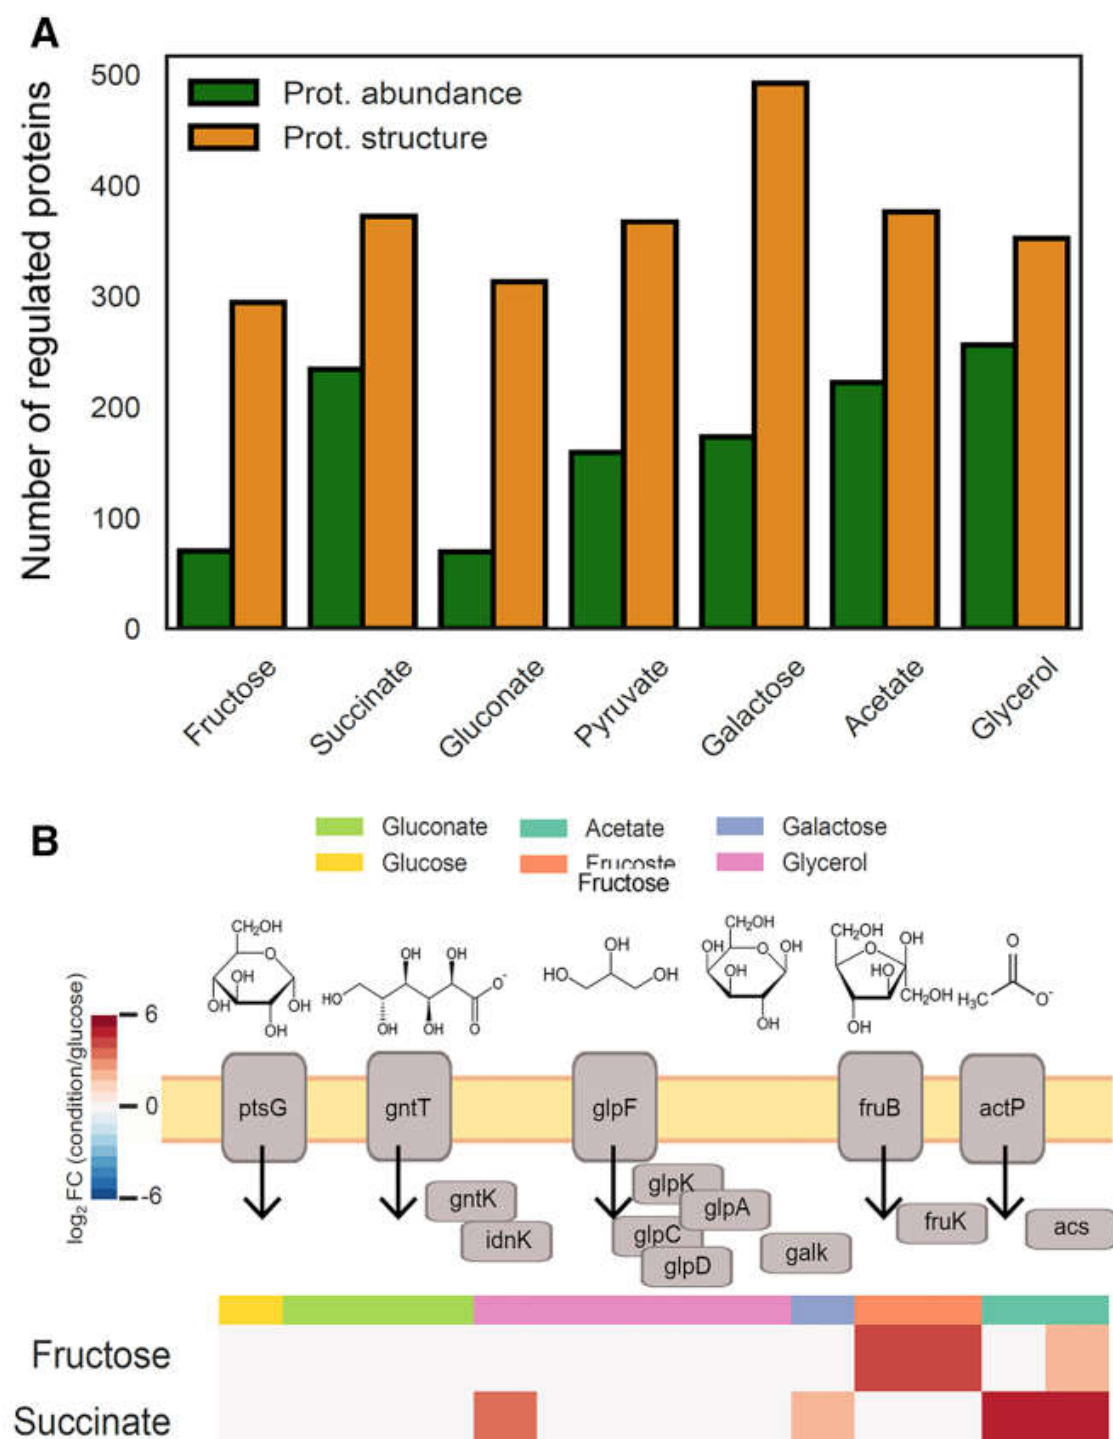 A
Number of regulated proteins
500
400
300
200
100
0
Prot. abundance
Prot. structure
Fructose
Succinate
Gluconate
Pyruvate
Galactose
Acetate
Glycerol
B
Gluconate
Acetate
Galactose
Glucose
Frucoste
Glycerol
Fructose
CH₂OH
O
OH
OH
OH
OH
HO
OH
OH
OH
OH
O
O⁻
HO
OH
OH
CH₂OH
OH
O
OH
OH
OH
CH₂OH
O
OH
HO
CH₂OH
OH
O
H₃C
O⁻
log₂ FC (condition/glucose)
6
0
-6
ptsG
gntT
glpF
fruB
actP
gntK
idnK
glpK
glpA
glpC
glpD
galk
fruK
acs
Fructose
Succinate